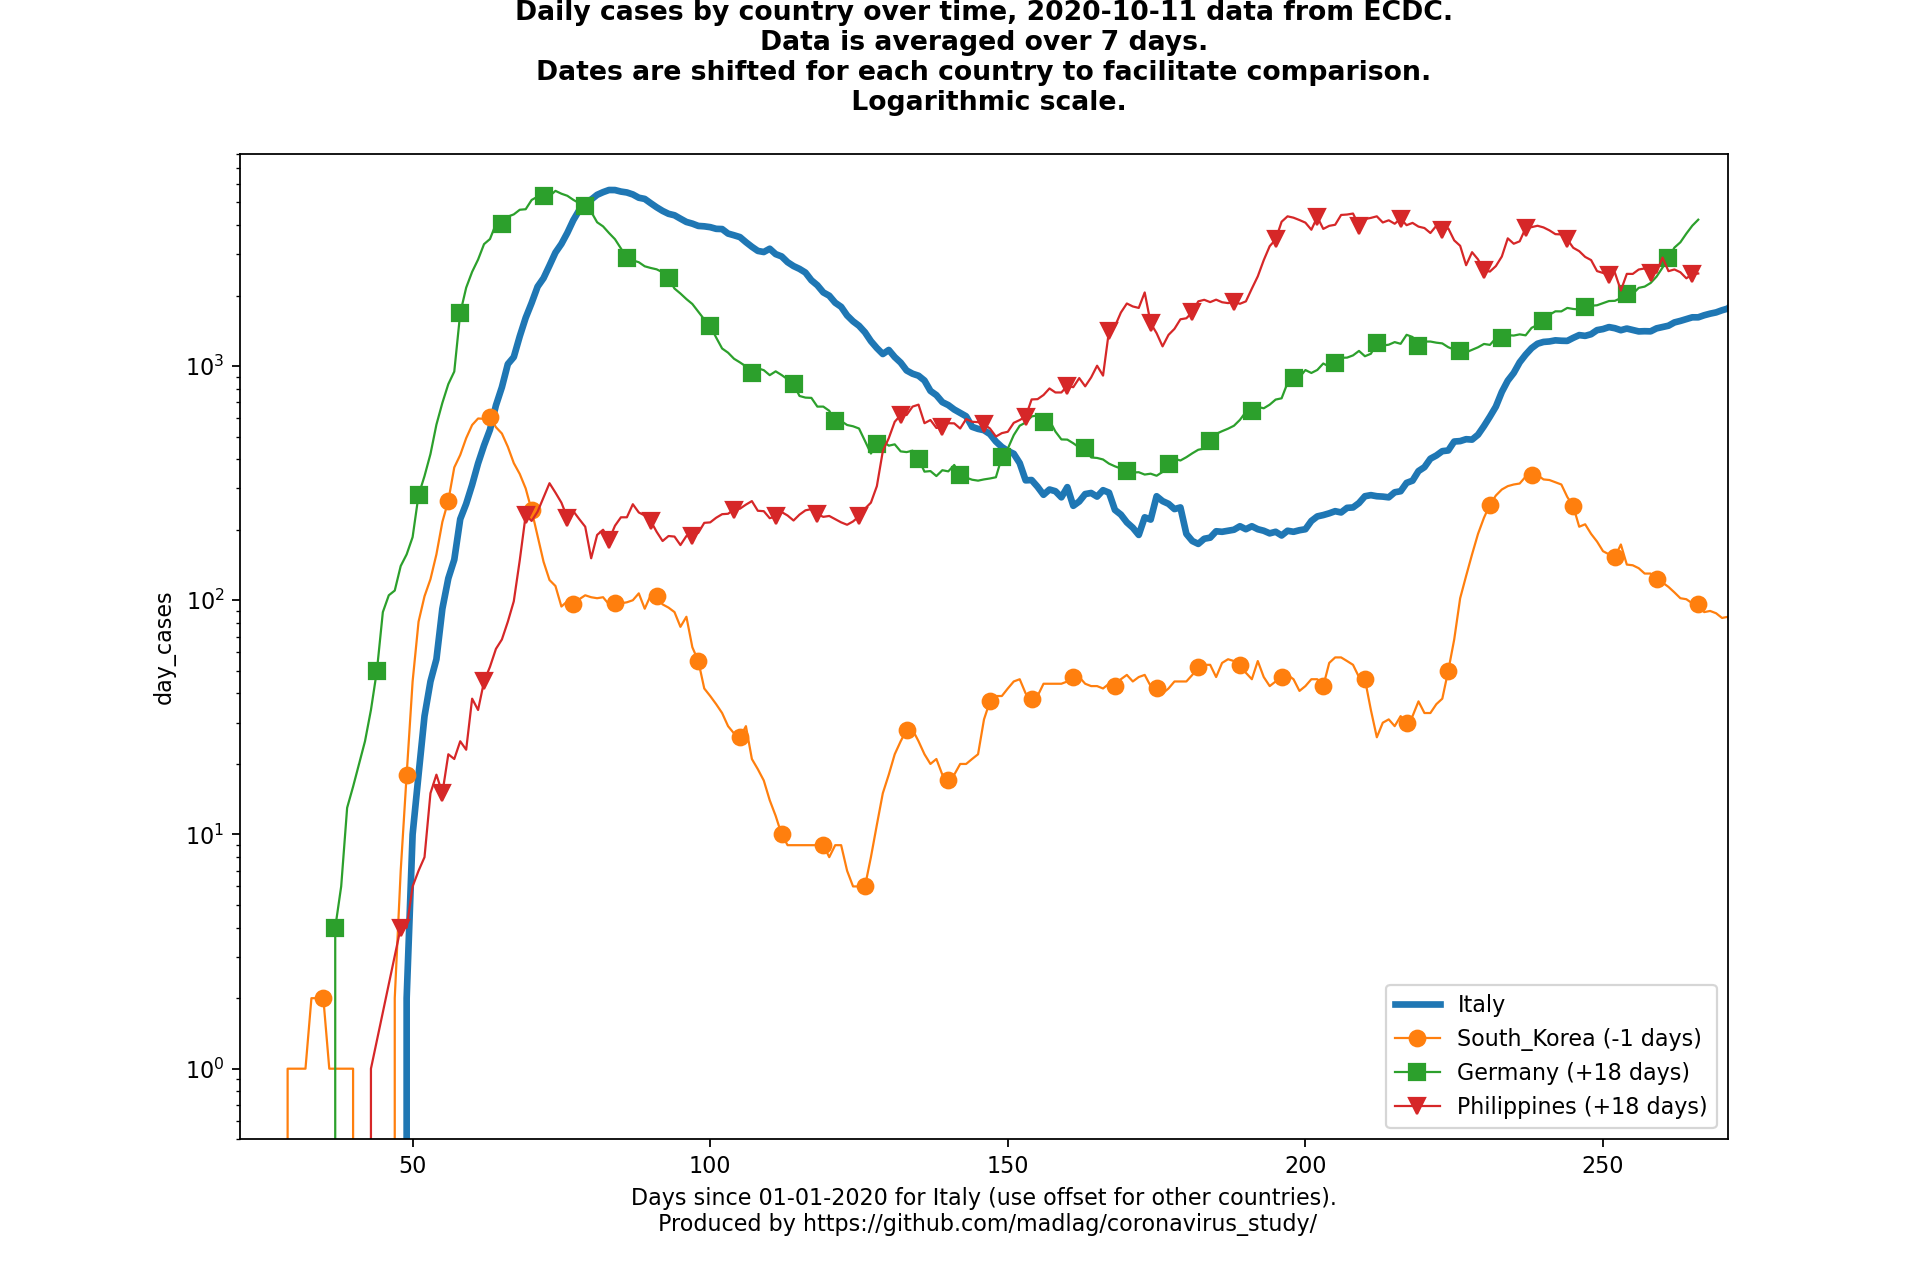 Daily cases by country over time, 2020-10-11 data from ECDC.
Data is averaged over 7 days.
Dates are shifted for each country to facilitate comparison.
Logarithmic scale.
day_cases
10³
10²
10¹
10⁰
50
100
150
200
250
Italy
South_Korea (-1 days)
Germany (+18 days)
Philippines (+18 days)
Days since 01-01-2020 for Italy (use offset for other countries).
Produced by https://github.com/madlag/coronavirus_study/